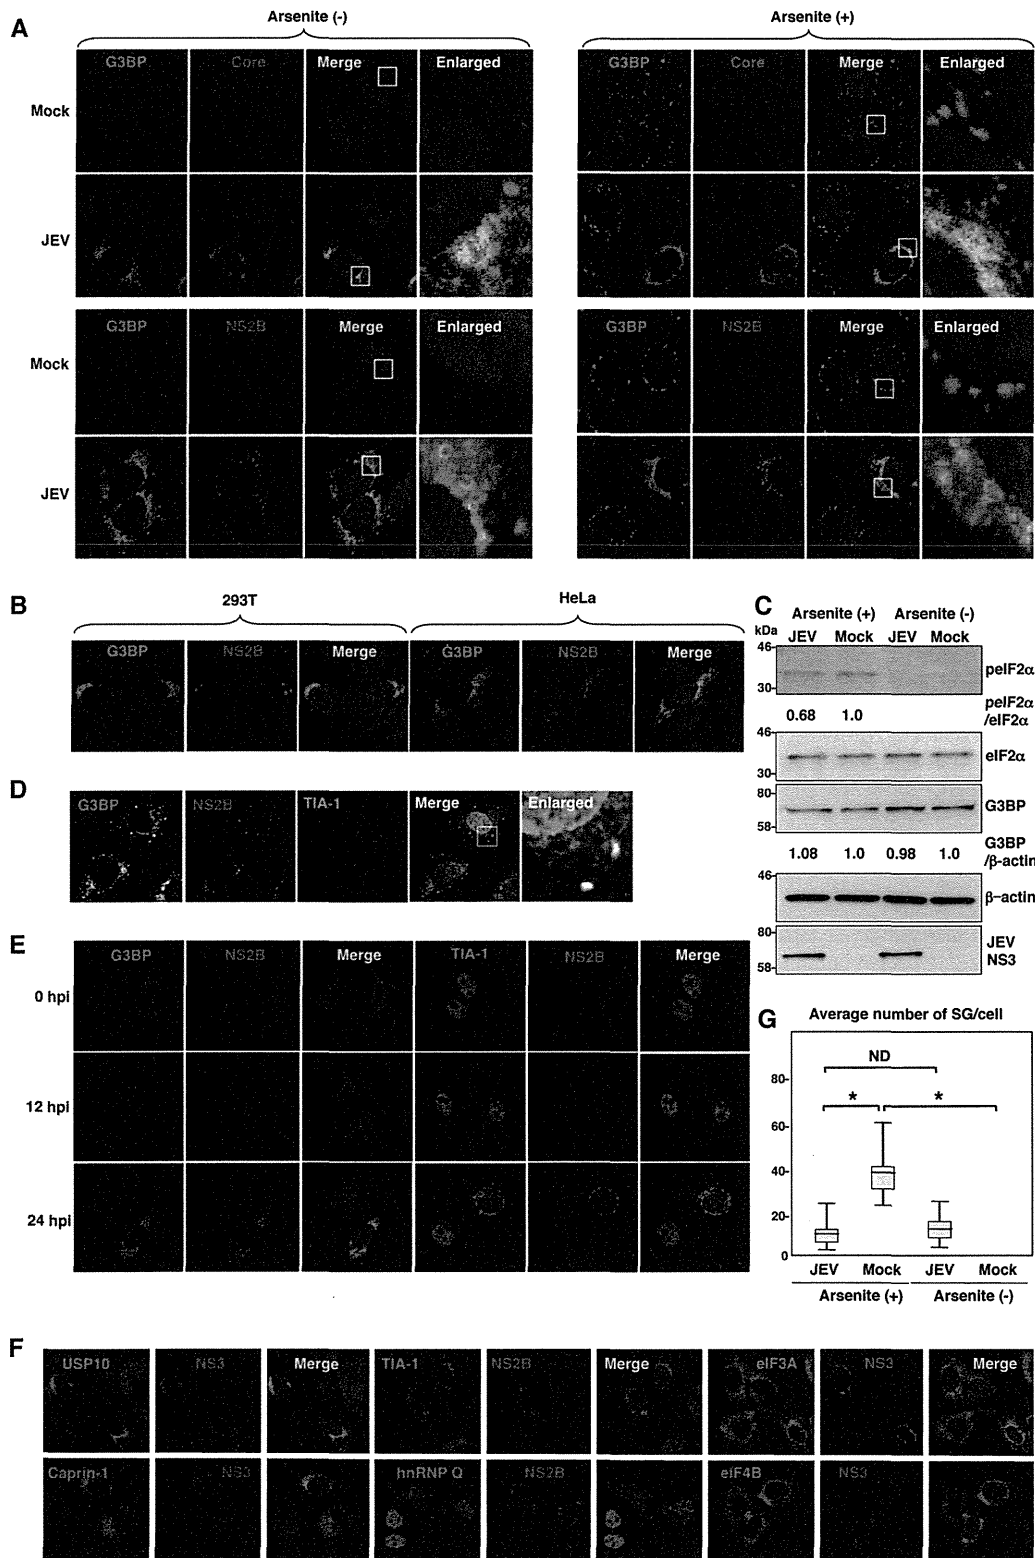 A
Arsenite (-)
Arsenite (+)
G3BP Core Merge Enlarged
G3BP Core Merge Enlarged
Mock
JEV
G3BP NS2B Merge Enlarged
G3BP NS2B Merge Enlarged
Mock
JEV
B
293T
HeLa
G3BP NS2B Merge G3BP NS2B Merge
C
Arsenite (+) Arsenite (-)
kDa JEV Mock JEV Mock
46-
30-
peIF2α
peIF2α
/eIF2α
0.68 1.0
46-
30-
eIF2α
80-
58-
G3BP
G3BP
/β-actin
1.08 1.0 0.98 1.0
46-
β-actin
80-
58-
JEV
NS3
D
G3BP NS2B TIA-1 Merge Enlarged
E
G3BP NS2B Merge TIA-1 NS2B Merge
0 hpi
12 hpi
24 hpi
G
Average number of SG/cell
ND
* *
80-
60-
40-
20-
0
JEV Mock JEV Mock
Arsenite (+) Arsenite (-)
F
USP10 NS3 Merge TIA-1 NS2B Merge eIF3A NS3 Merge
Caprin-1 NS3 hnRNP Q NS2B eIF4B NS3